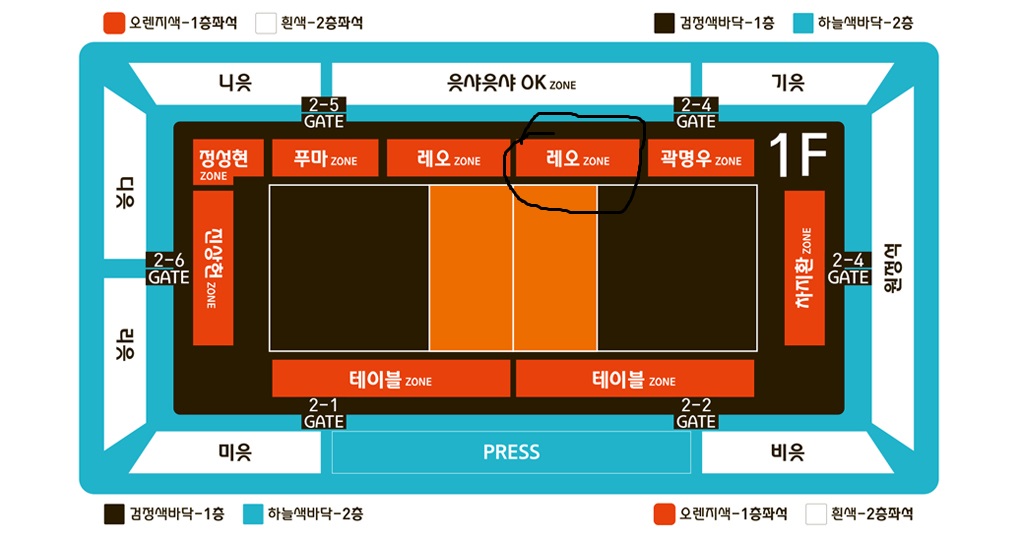 오렌지색-1층좌석 흰색-2층좌석 검정색바닥-1층 하늘색바닥-2층
니읏 읏샤읏샤 OK ZONE 기읏
2-5
GATE
2-4
GATE
정성현
ZONE
푸마 ZONE 레오 ZONE 레오 ZONE 곽명우 ZONE
1F
디읏
진상헌 ZONE
차지환 ZONE
2-6
GATE
2-4
GATE
원정석
리읏
테이블 ZONE 테이블 ZONE
2-1
GATE
2-2
GATE
미읏 PRESS 비읏
검정색바닥-1층 하늘색바닥-2층 오렌지색-1층좌석 흰색-2층좌석